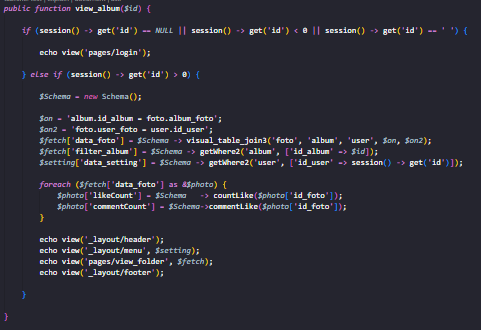 public function view_album($id) {
if (session() -> get('id') == NULL || session() -> get('id') < 0 || session() -> get('id') == ' ') {
echo view('pages/login');
} else if (session() -> get('id') > 0) {
$Schema = new Schema();
$on = 'album.id_album = foto.album_foto';
$on2 = 'foto.user_foto = user.id_user';
$fetch['data_foto'] = $Schema -> visual_table_join3('foto', 'album', 'user', $on, $on2);
$fetch['filter_album'] = $Schema -> getWhere2('album', ['id_album' => $id]);
$setting['data_setting'] = $Schema -> getWhere2('user', ['id_user' => session() -> get('id')]);
foreach ($fetch['data_foto'] as &$photo) {
$photo['likeCount'] = $Schema -> countLike($photo['id_foto']);
$photo['commentCount'] = $Schema->commentLike($photo['id_foto']);
}
echo view('_layout/header');
echo view('_layout/menu', $setting);
echo view('pages/view_folder', $fetch);
echo view('_layout/footer');
}
}